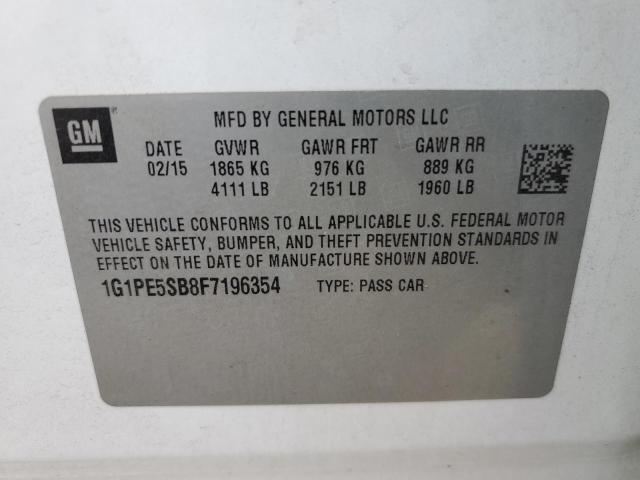 GM
MFD BY GENERAL MOTORS LLC
DATE GVWR GAWR FRT GAWR RR
02/15 1865 KG 976 KG 889 KG
4111 LB 2151 LB 1960 LB
THIS VEHICLE CONFORMS TO ALL APPLICABLE U.S. FEDERAL MOTOR
VEHICLE SAFETY, BUMPER, AND THEFT PREVENTION STANDARDS IN
EFFECT ON THE DATE OF MANUFACTURE SHOWN ABOVE.
1G1PE5SB8F7196354 TYPE: PASS CAR